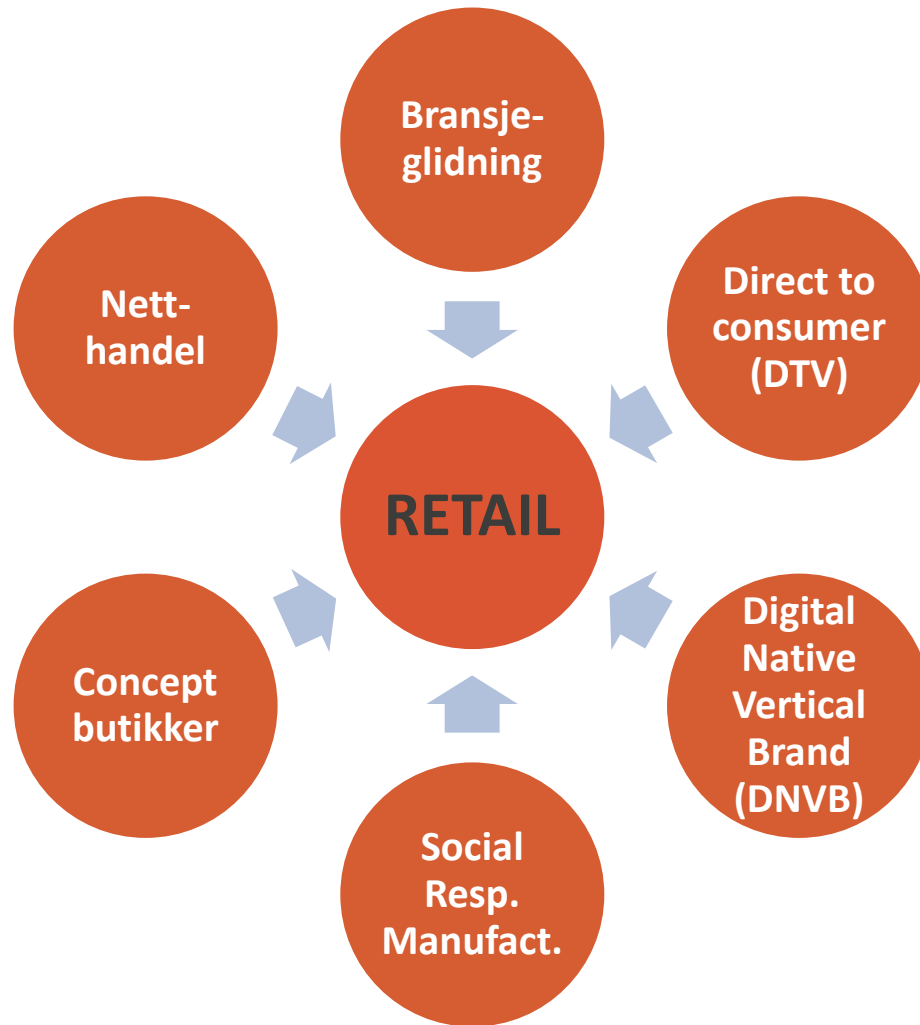 Bransje-
glidning
Direct to
consumer
(DTV)
Digital
Native
Vertical
Brand
(DNVB)
Social
Resp.
Manufact.
Concept
butikker
Nett-
handel
RETAIL